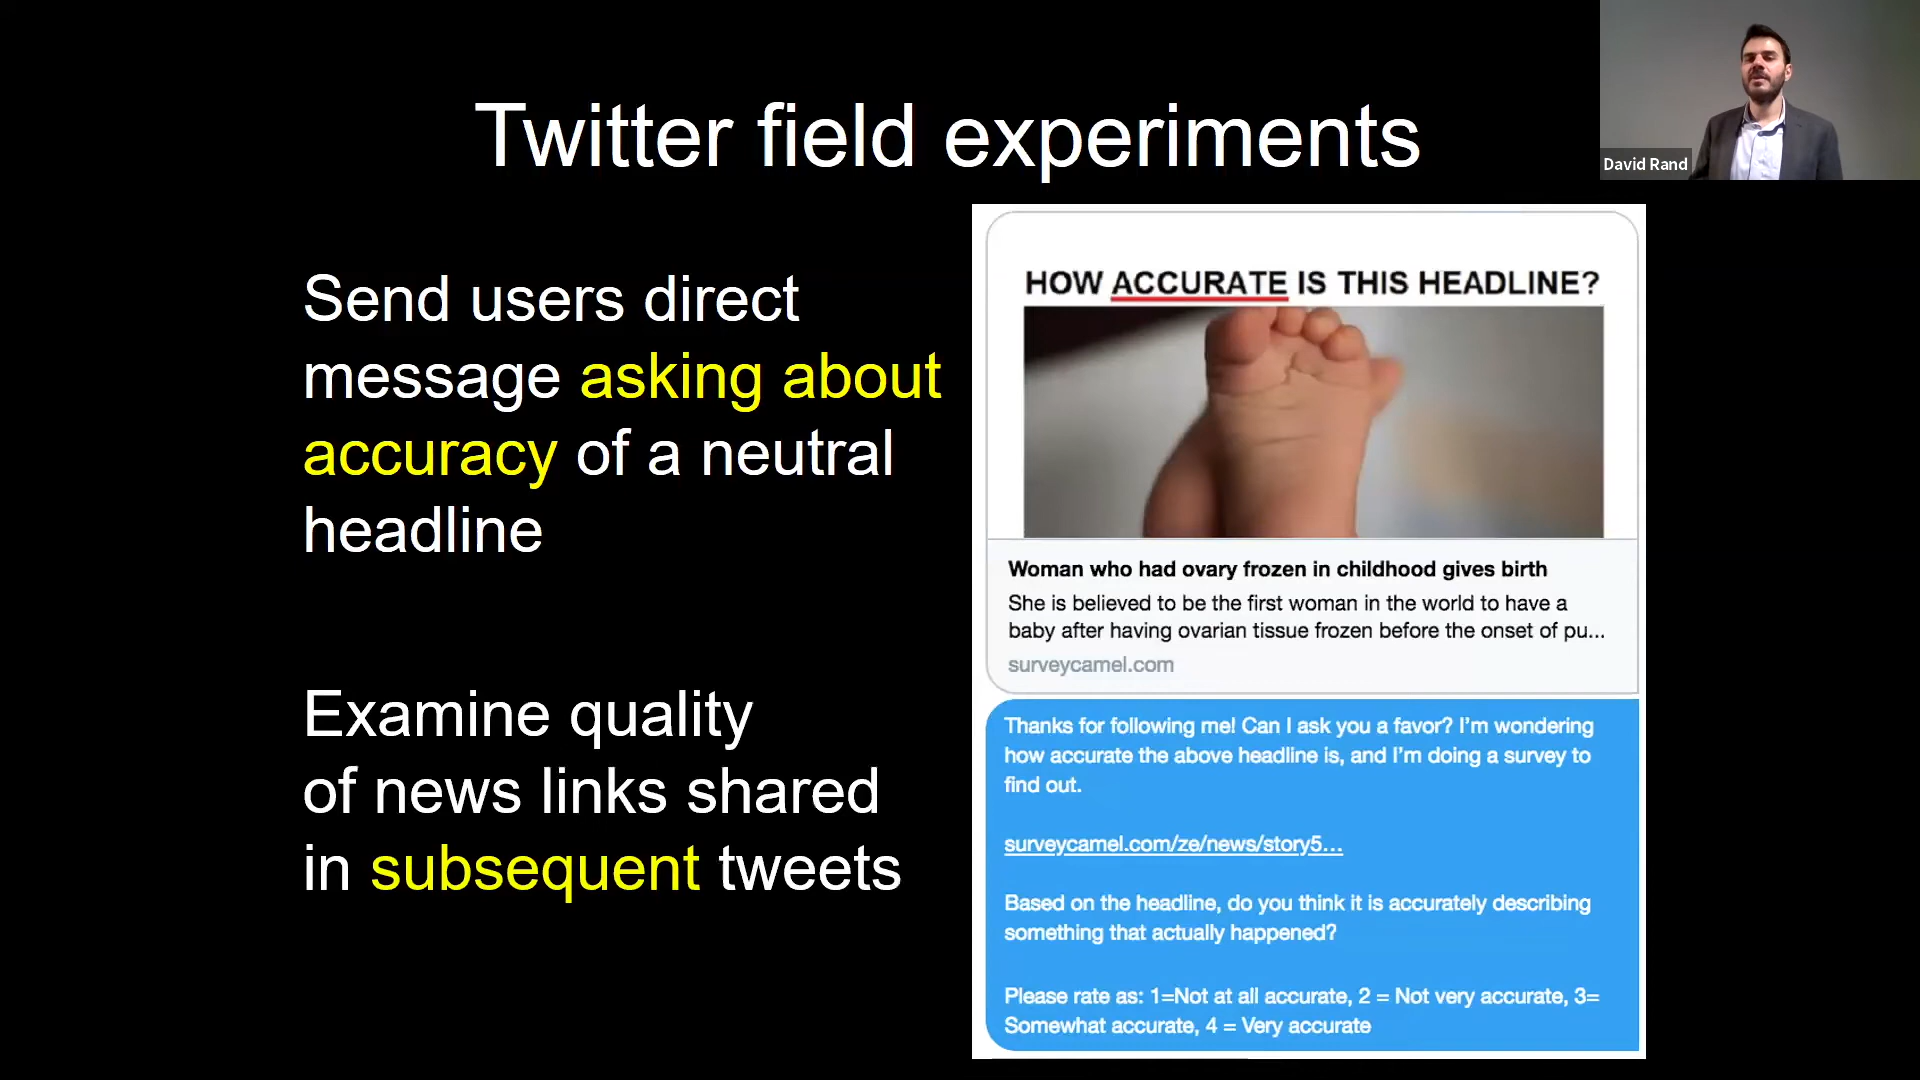 Twitter field experiments
David Rand
Send users direct
message asking about
accuracy of a neutral
headline
Examine quality
of news links shared
in subsequent tweets
HOW ACCURATE IS THIS HEADLINE?
Woman who had ovary frozen in childhood gives birth
She is believed to be the first woman in the world to have a
baby after having ovarian tissue frozen before the onset of pu...
surveycamel.com
Thanks for following me! Can I ask you a favor? I'm wondering
how accurate the above headline is, and I'm doing a survey to
find out.
surveycamel.com/ze/news/story5...
Based on the headline, do you think it is accurately describing
something that actually happened?
Please rate as: 1=Not at all accurate, 2 = Not very accurate, 3=
Somewhat accurate, 4 = Very accurate